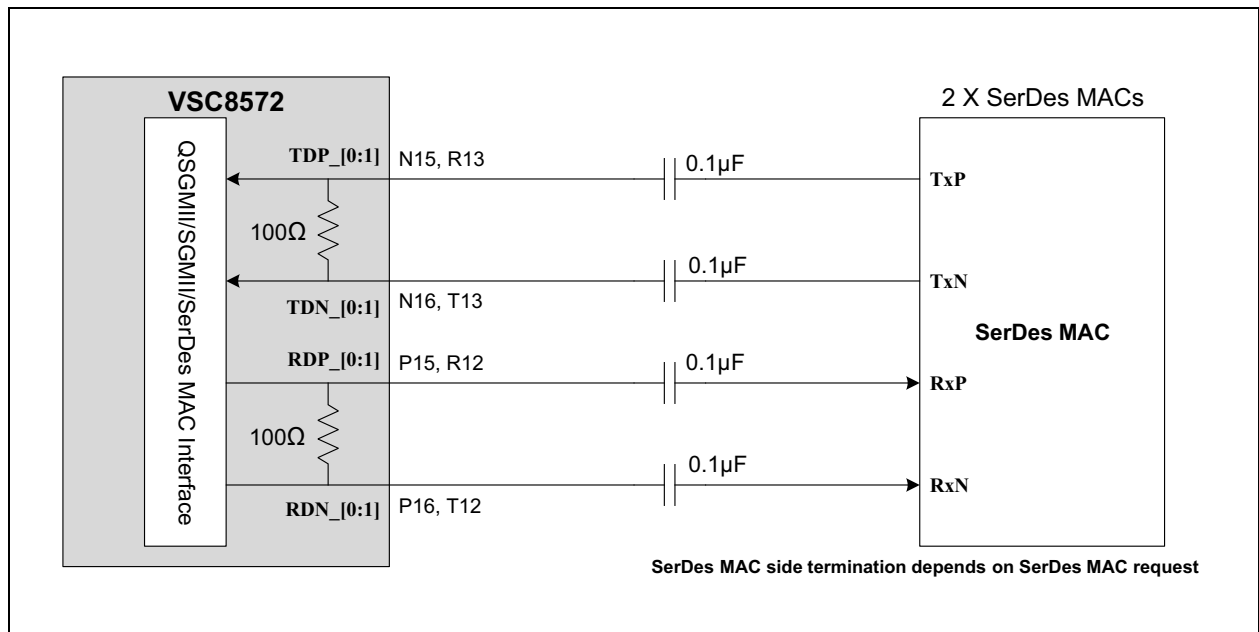 VSC8572
2 X SerDes MACs
QSGMII/SGMII/SerDes MAC Interface
TDP_[0:1]
N15, R13
0.1µF
TxP
100Ω
TDN_[0:1]
N16, T13
0.1µF
TxN
SerDes MAC
RDP_[0:1]
P15, R12
0.1µF
RxP
100Ω
RDN_[0:1]
P16, T12
0.1µF
RxN
SerDes MAC side termination depends on SerDes MAC request